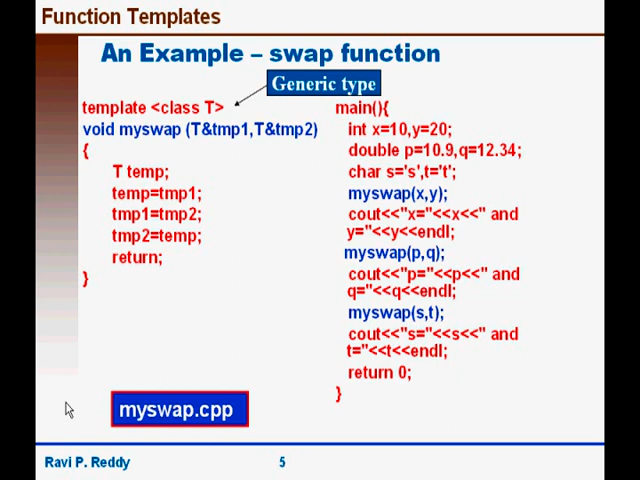 Function Templates
An Example – swap function
Generic type
template <class T>
void myswap (T&tmp1,T&tmp2)
{
T temp;
temp=tmp1;
tmp1=tmp2;
tmp2=temp;
return;
}
main(){
int x=10,y=20;
double p=10.9,q=12.34;
char s='s',t='t';
myswap(x,y);
cout<<"x="<<x<<" and
y="<<y<<endl;
myswap(p,q);
cout<<"p="<<p<<" and
q="<<q<<endl;
myswap(s,t);
cout<<"s="<<s<<" and
t="<<t<<endl;
return 0;
}
myswap.cpp
Ravi P. Reddy
5